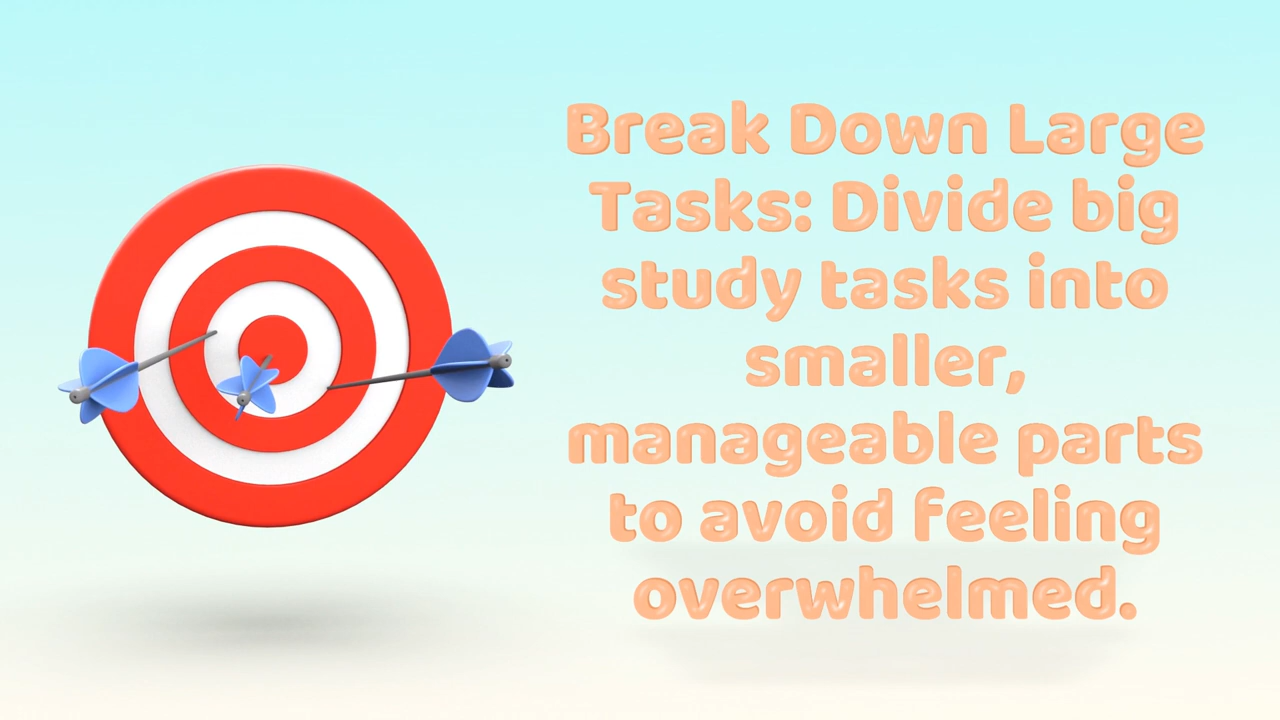 Break Down Large
Tasks: Divide big
study tasks into
smaller,
manageable parts
to avoid feeling
overwhelmed.